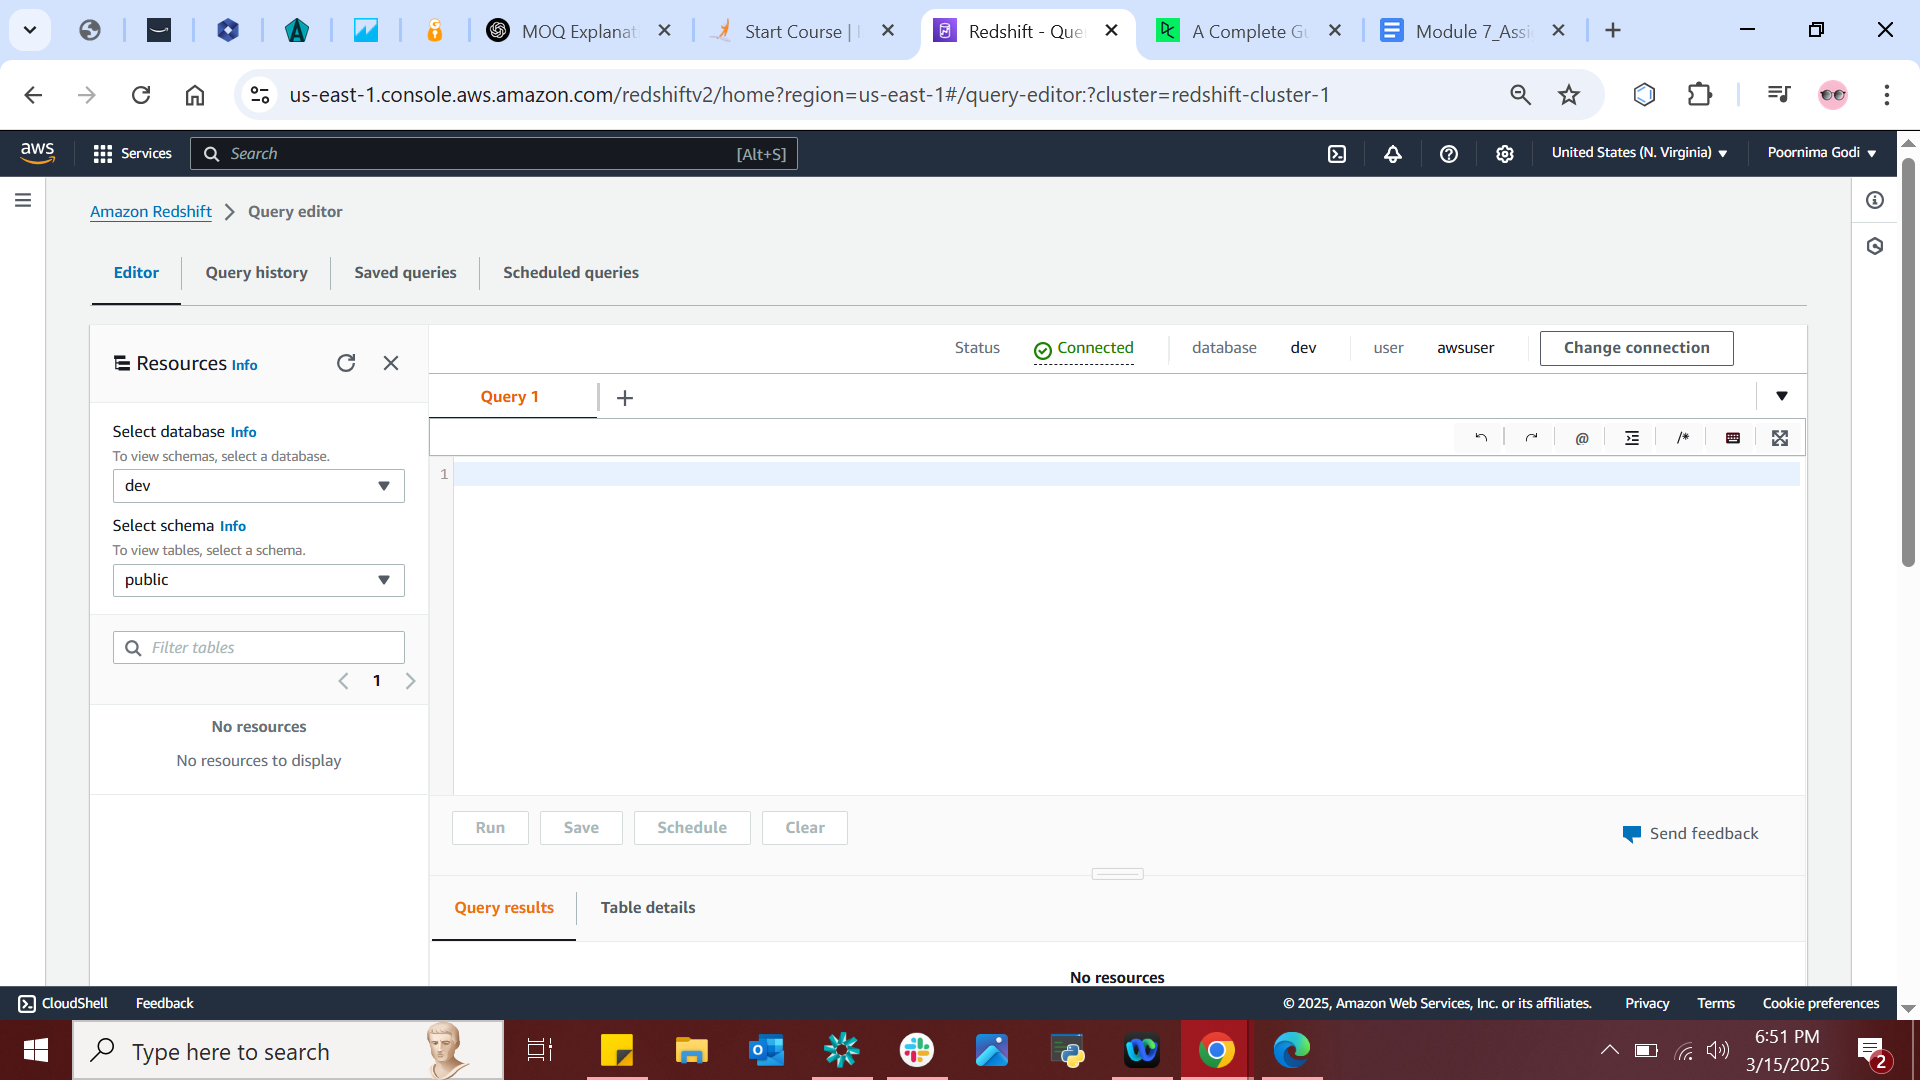 MOQ Explanat
Start Course |
Redshift - Que
A Complete Gu
Module 7_Assi
us-east-1.console.aws.amazon.com/redshiftv2/home?region=us-east-1#/query-editor:?cluster=redshift-cluster-1
aws
Services
Search
[Alt+S]
United States (N. Virginia)
Poornima Godi
Amazon Redshift
Query editor
Editor
Query history
Saved queries
Scheduled queries
Resources Info
Status
Connected
database
dev
user
awsuser
Change connection
Query 1
Select database Info
To view schemas, select a database.
dev
Select schema Info
To view tables, select a schema.
public
Filter tables
1
No resources
No resources to display
@
/*
1
Run
Save
Schedule
Clear
Send feedback
Query results
Table details
No resources
CloudShell
Feedback
© 2025, Amazon Web Services, Inc. or its affiliates.
Privacy
Terms
Cookie preferences
Type here to search
6:51 PM
3/15/2025
2